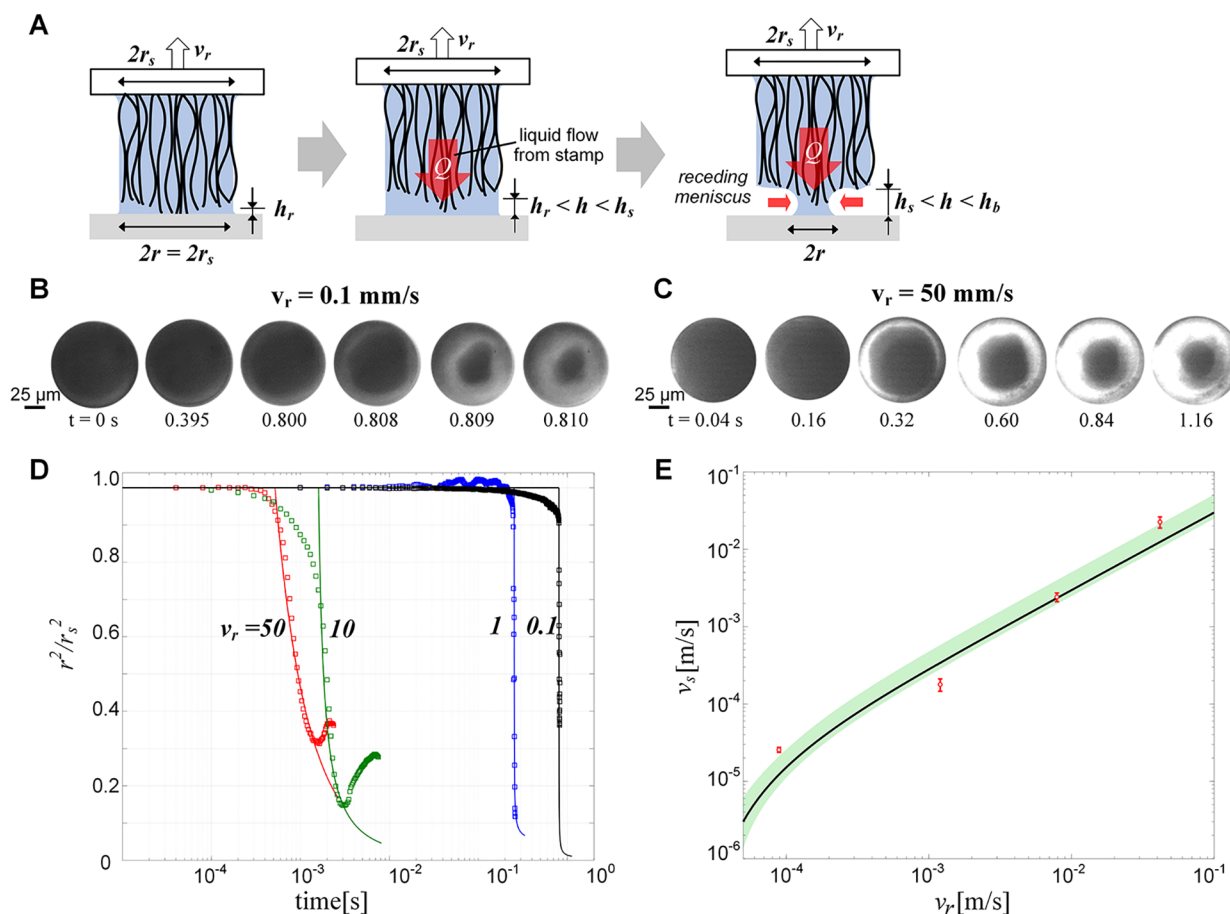 A
2r_s v_r
2r_s v_r
2r_s v_r
Q
liquid flow
from stamp
Q
receding
meniscus
h_r
h_r < h < h_s
h_s < h < h_b
2r = 2r_s
2r
B
v_r = 0.1 mm/s
25 μm
t = 0 s 0.395 0.800 0.808 0.809 0.810
C
v_r = 50 mm/s
25 μm
t = 0.04 s 0.16 0.32 0.60 0.84 1.16
D
1.0
0.8
0.6
0.4
0.2
0
r²/r_s²
v_r =50 10 1 0.1
10⁻⁴ 10⁻³ 10⁻² 10⁻¹ 10⁰
time[s]
E
10⁻¹
10⁻²
10⁻³
10⁻⁴
10⁻⁵
10⁻⁶
v_s[m/s]
10⁻⁴ 10⁻³ 10⁻² 10⁻¹
v_r[m/s]